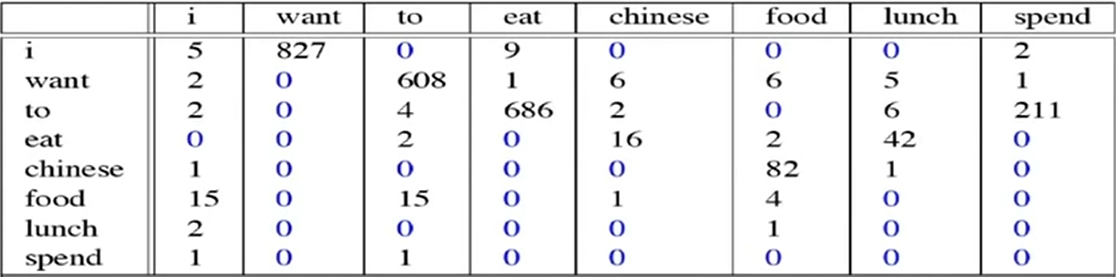 i want to eat chinese food lunch spend
i 5 827 0 9 0 0 0 2
want 2 0 608 1 6 6 5 1
to 2 0 4 686 2 0 6 211
eat 0 0 2 0 16 2 42 0
chinese 1 0 0 0 0 82 1 0
food 15 0 15 0 1 4 0 0
lunch 2 0 0 0 0 1 0 0
spend 1 0 1 0 0 0 0 0